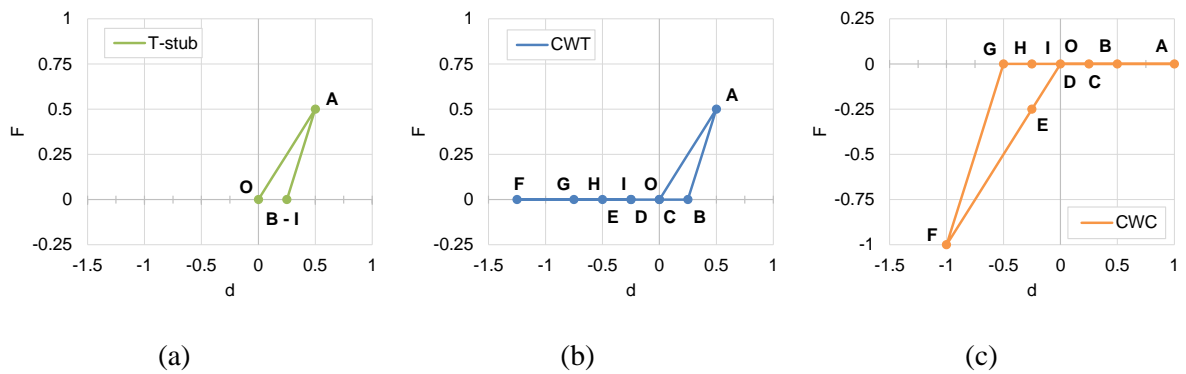 1
0.75
0.5
0.25
0
-0.25
F
-1.5 -1 -0.5 0 0.5 1
d
T-stub
A
O
B - I
(a)
1
0.75
0.5
0.25
0
-0.25
F
-1.5 -1 -0.5 0 0.5 1
d
CWT
A
F G H I O
E D C B
(b)
0.25
0
-0.25
-0.5
-0.75
-1
F
-1.5 -1 -0.5 0 0.5 1
d
G H I O B A
D C
E
F
CWC
(c)